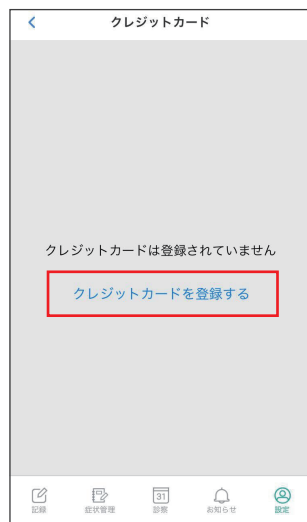 クレジットカード
クレジットカードは登録されていません
クレジットカードを登録する
31
記録 症状管理 診察 お知らせ 設定